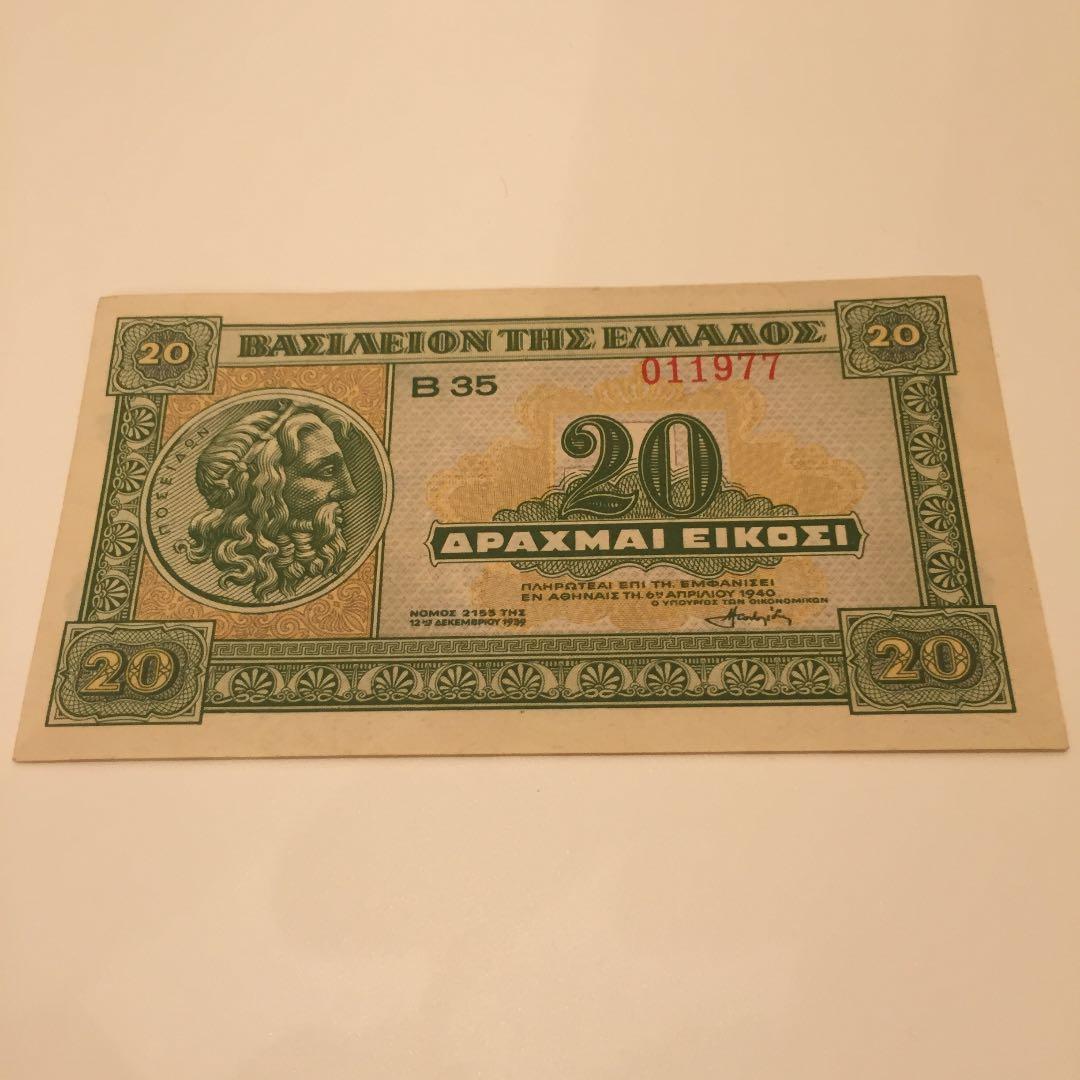 20 ΒΑΣΙΛΕΙΟΝ ΤΗΣ ΕΛΛΑΔΟΣ 20
Β 35 011977
ΠΟΣΕΙΔΩΝ
20
ΔΡΑΧΜΑΙ ΕΙΚΟΣΙ
ΠΛΗΡΩΤΕΑΙ ΕΠΙ ΤΗ. ΕΜΦΑΝΙΣΕΙ
ΕΝ ΑΘΗΝΑΙΣ ΤΗ. 6ῃ ΑΠΡΙΛΙΟΥ 1940
Ο ΥΠΟΥΡΓΟΣ ΤΩΝ ΟΙΚΟΝΟΜΙΚΩΝ
ΝΟΜΟΣ 2155 ΤΗΣ
12ης ΔΕΚΕΜΒΡΙΟΥ 1939
20 20